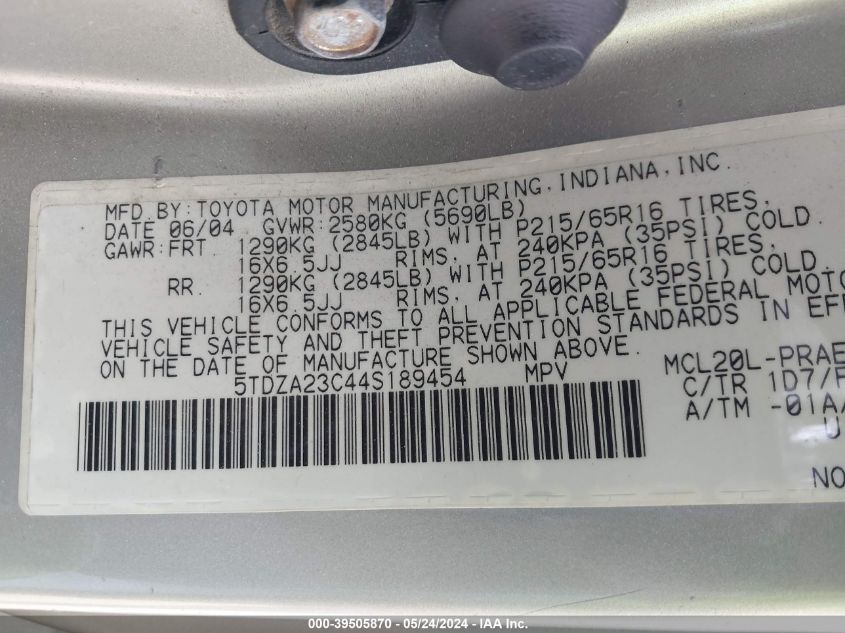 MFD.BY:TOYOTA MOTOR MANUFACTURING,INDIANA,INC.
DATE 06/04 GVWR:2580KG (5690LB)
GAWR:FRT 1290KG (2845LB) WITH P215/65R16 TIRES,
16X6.5JJ RIMS, AT 240KPA (35PSI) COLD.
RR. 1290KG (2845LB) WITH P215/65R16 TIRES,
16X6.5JJ RIMS, AT 240KPA (35PSI) COLD.
THIS VEHICLE CONFORMS TO ALL APPLICABLE FEDERAL MOTO
VEHICLE SAFETY AND THEFT PREVENTION STANDARDS IN EFF
ON THE DATE OF MANUFACTURE SHOWN ABOVE.
5TDZA23C44S189454 MPV MCL20L-PRAE
C/TR 1D7/F
A/TM -01A/
U
NO
000-39505870 - 05/24/2024 - IAA Inc.